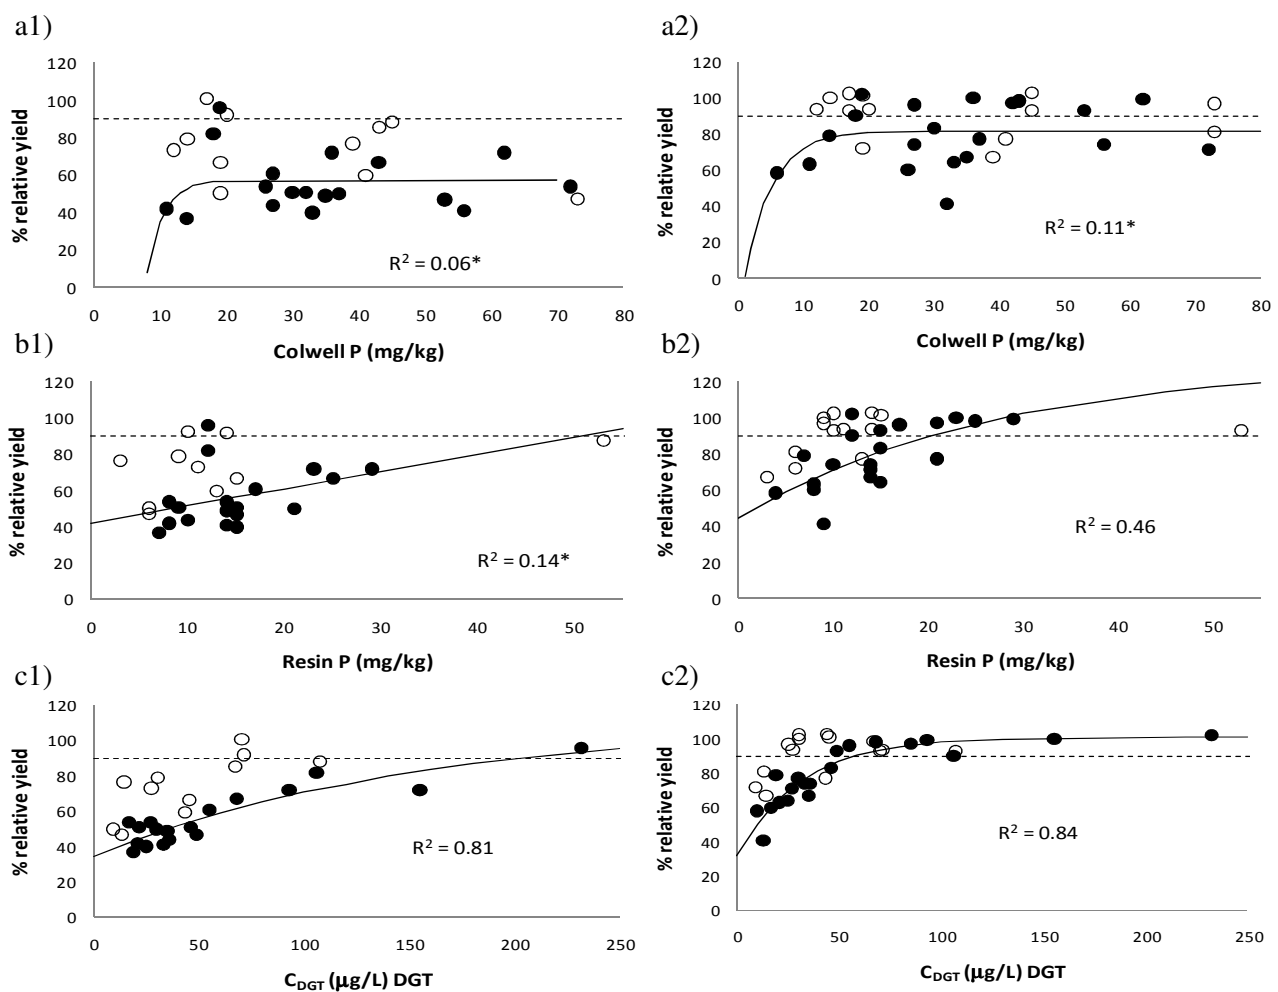 a1)
120
100
80
60
40
20
0
% relative yield
R² = 0.06*
0 10 20 30 40 50 60 70 80
Colwell P (mg/kg)
a2)
120
100
80
60
40
20
0
% relative yield
R² = 0.11*
0 10 20 30 40 50 60 70 80
Colwell P (mg/kg)
b1)
120
100
80
60
40
20
0
% relative yield
R² = 0.14*
0 10 20 30 40 50
Resin P (mg/kg)
b2)
120
100
80
60
40
20
0
% relative yield
R² = 0.46
0 10 20 30 40 50
Resin P (mg/kg)
c1)
120
100
80
60
40
20
0
% relative yield
R² = 0.81
0 50 100 150 200 250
C_DGT (µg/L) DGT
c2)
120
100
80
60
40
20
0
% relative yield
R² = 0.84
0 50 100 150 200 250
C_DGT (µg/L) DGT